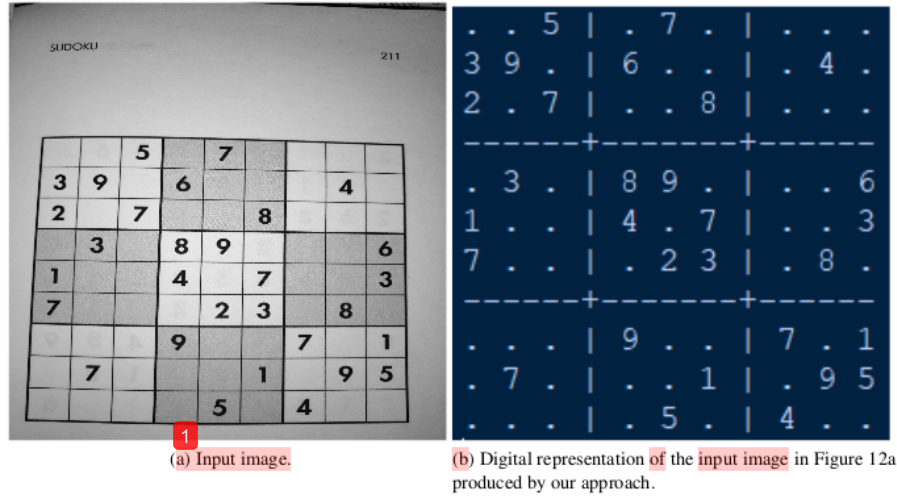 SUDOKU
211
5 7
3 9 6 4
2 7 8
3 8 9 6
1 4 7 3
7 2 3 8
9 7 1
7 1 9 5
5 4
. . 5 | . 7 . | . . .
3 9 . | 6 . . | . 4 .
2 . 7 | . . 8 | . . .
------+-------+------
. 3 . | 8 9 . | . . 6
1 . . | 4 . 7 | . . 3
7 . . | . 2 3 | . 8 .
------+-------+------
. . . | 9 . . | 7 . 1
. 7 . | . . 1 | . 9 5
. . . | . 5 . | 4 . .
1
(a) Input image.
(b) Digital representation of the input image in Figure 12a
produced by our approach.